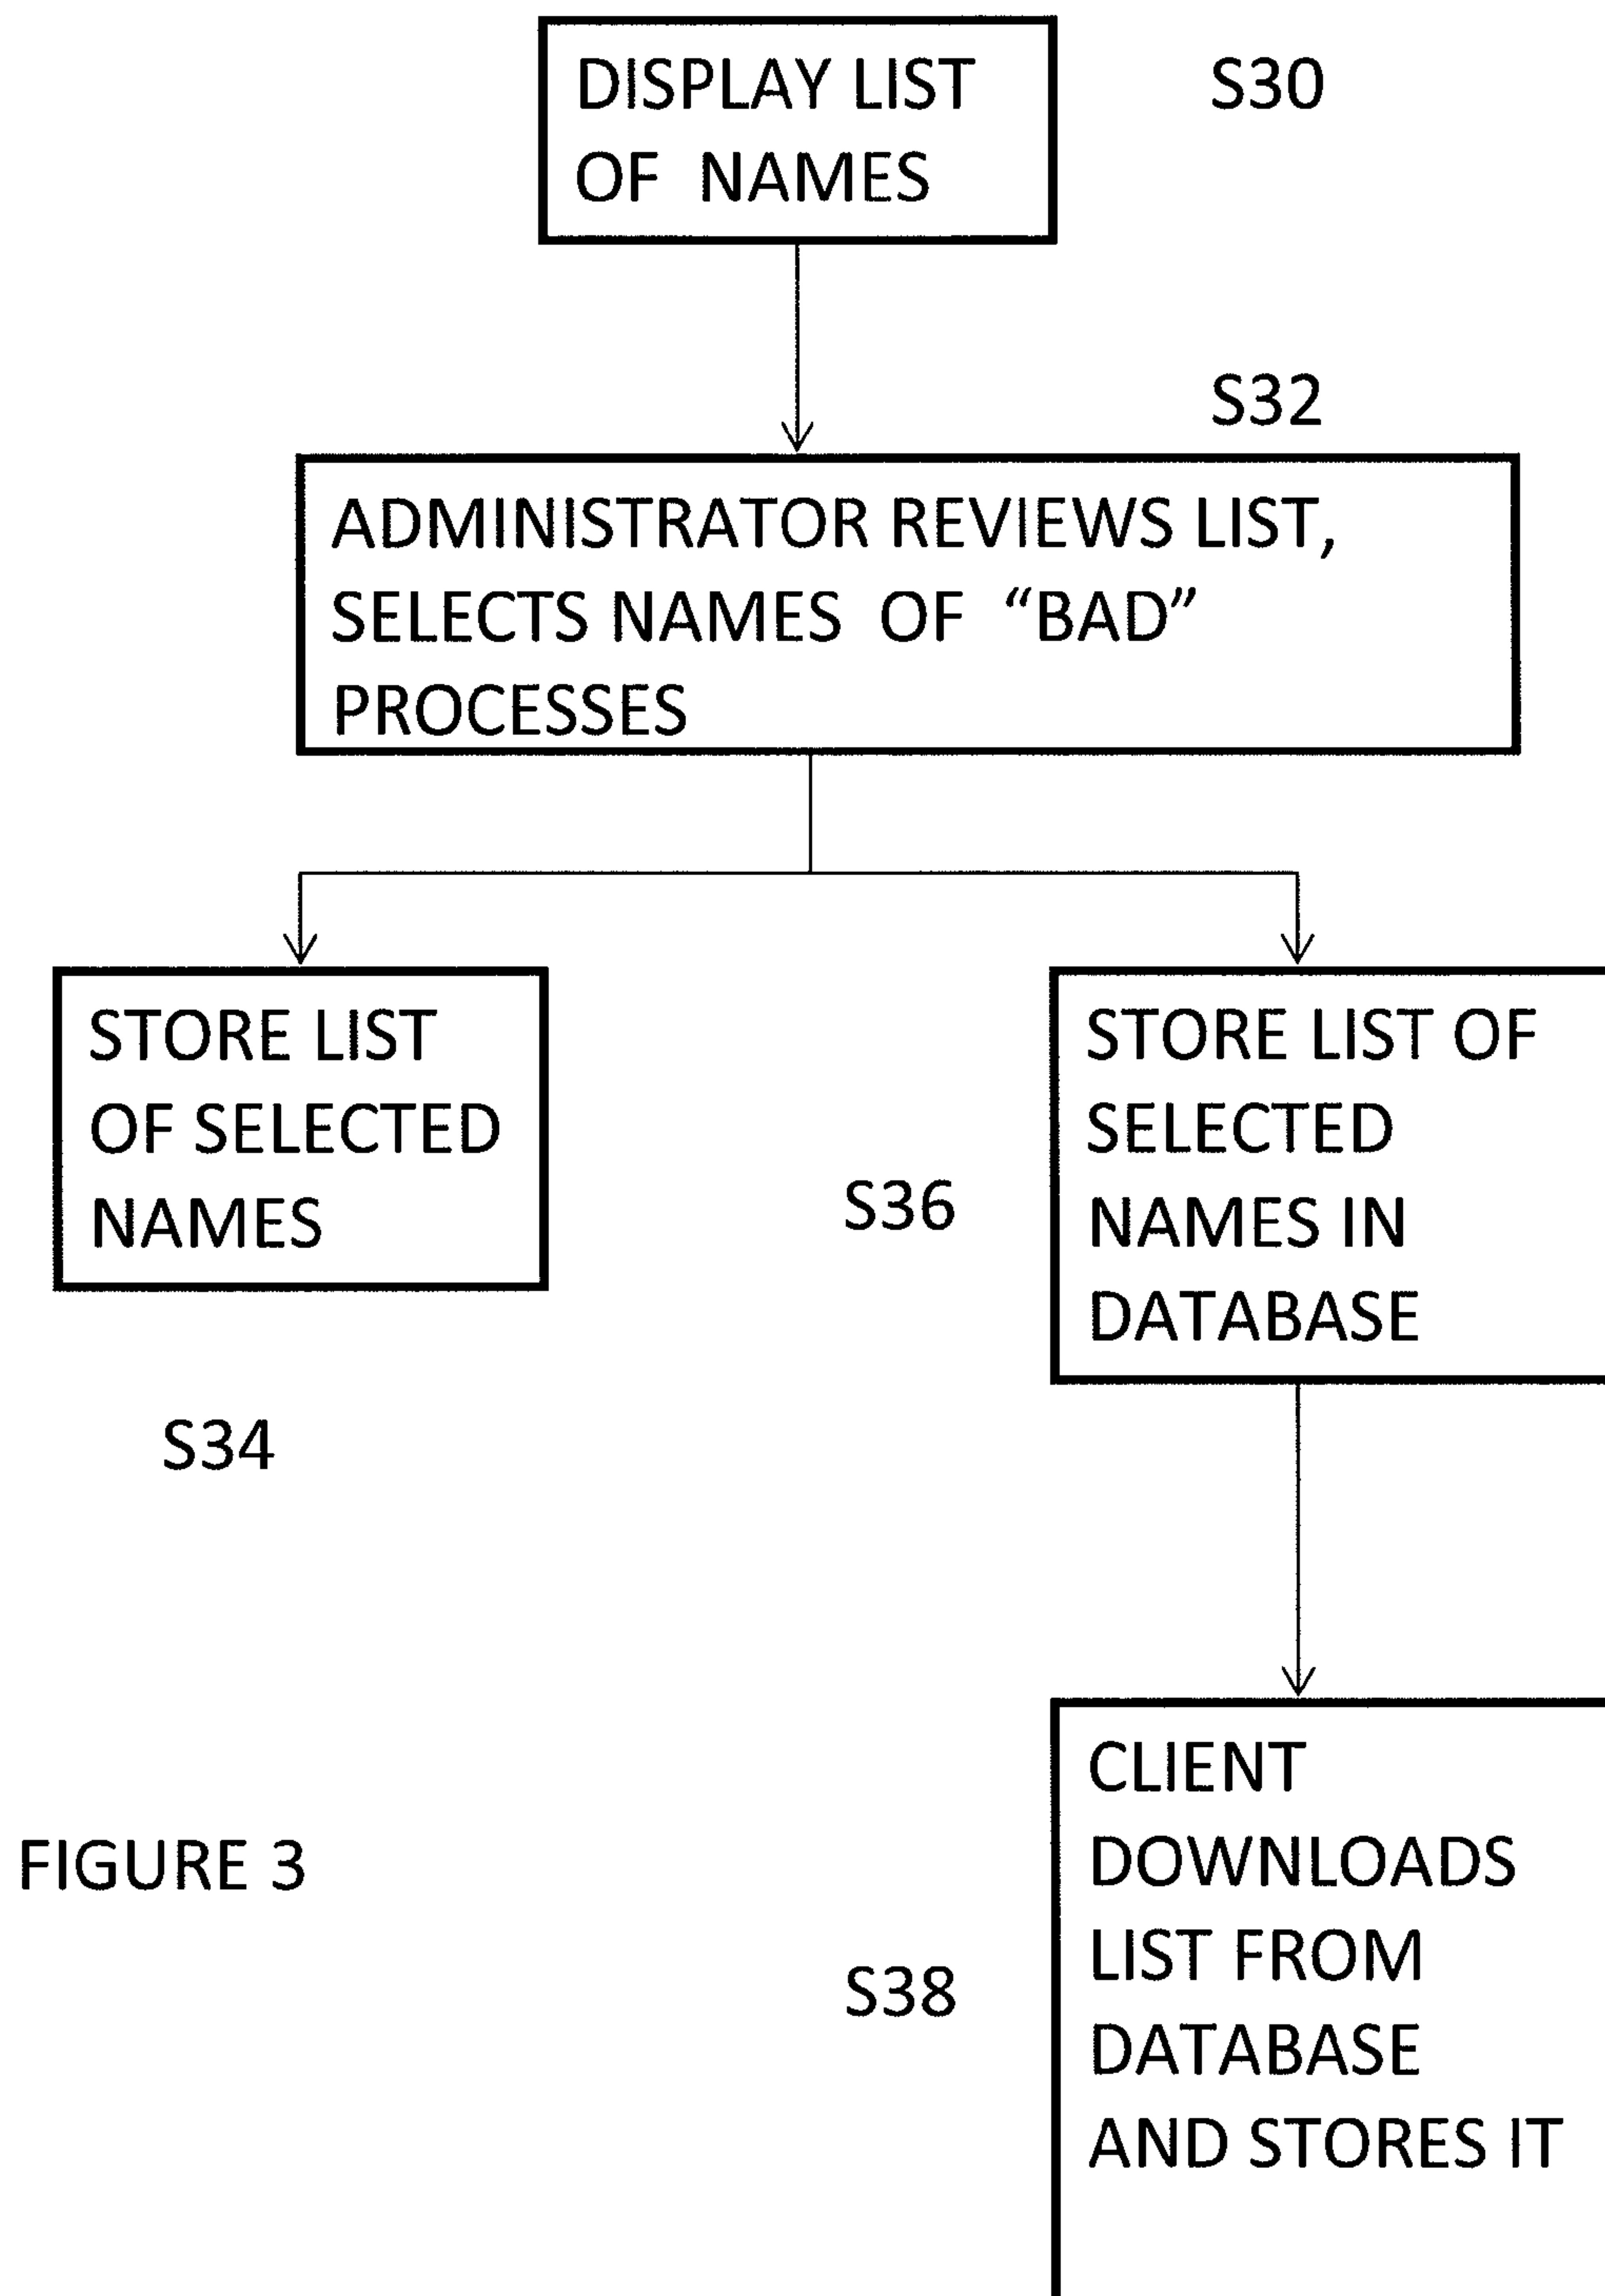 DISPLAY LIST
OF NAMES
S30
S32
ADMINISTRATOR REVIEWS LIST,
SELECTS NAMES OF “BAD”
PROCESSES
STORE LIST
OF SELECTED
NAMES
S34
S36
STORE LIST OF
SELECTED
NAMES IN
DATABASE
FIGURE 3
S38
CLIENT
DOWNLOADS
LIST FROM
DATABASE
AND STORES IT